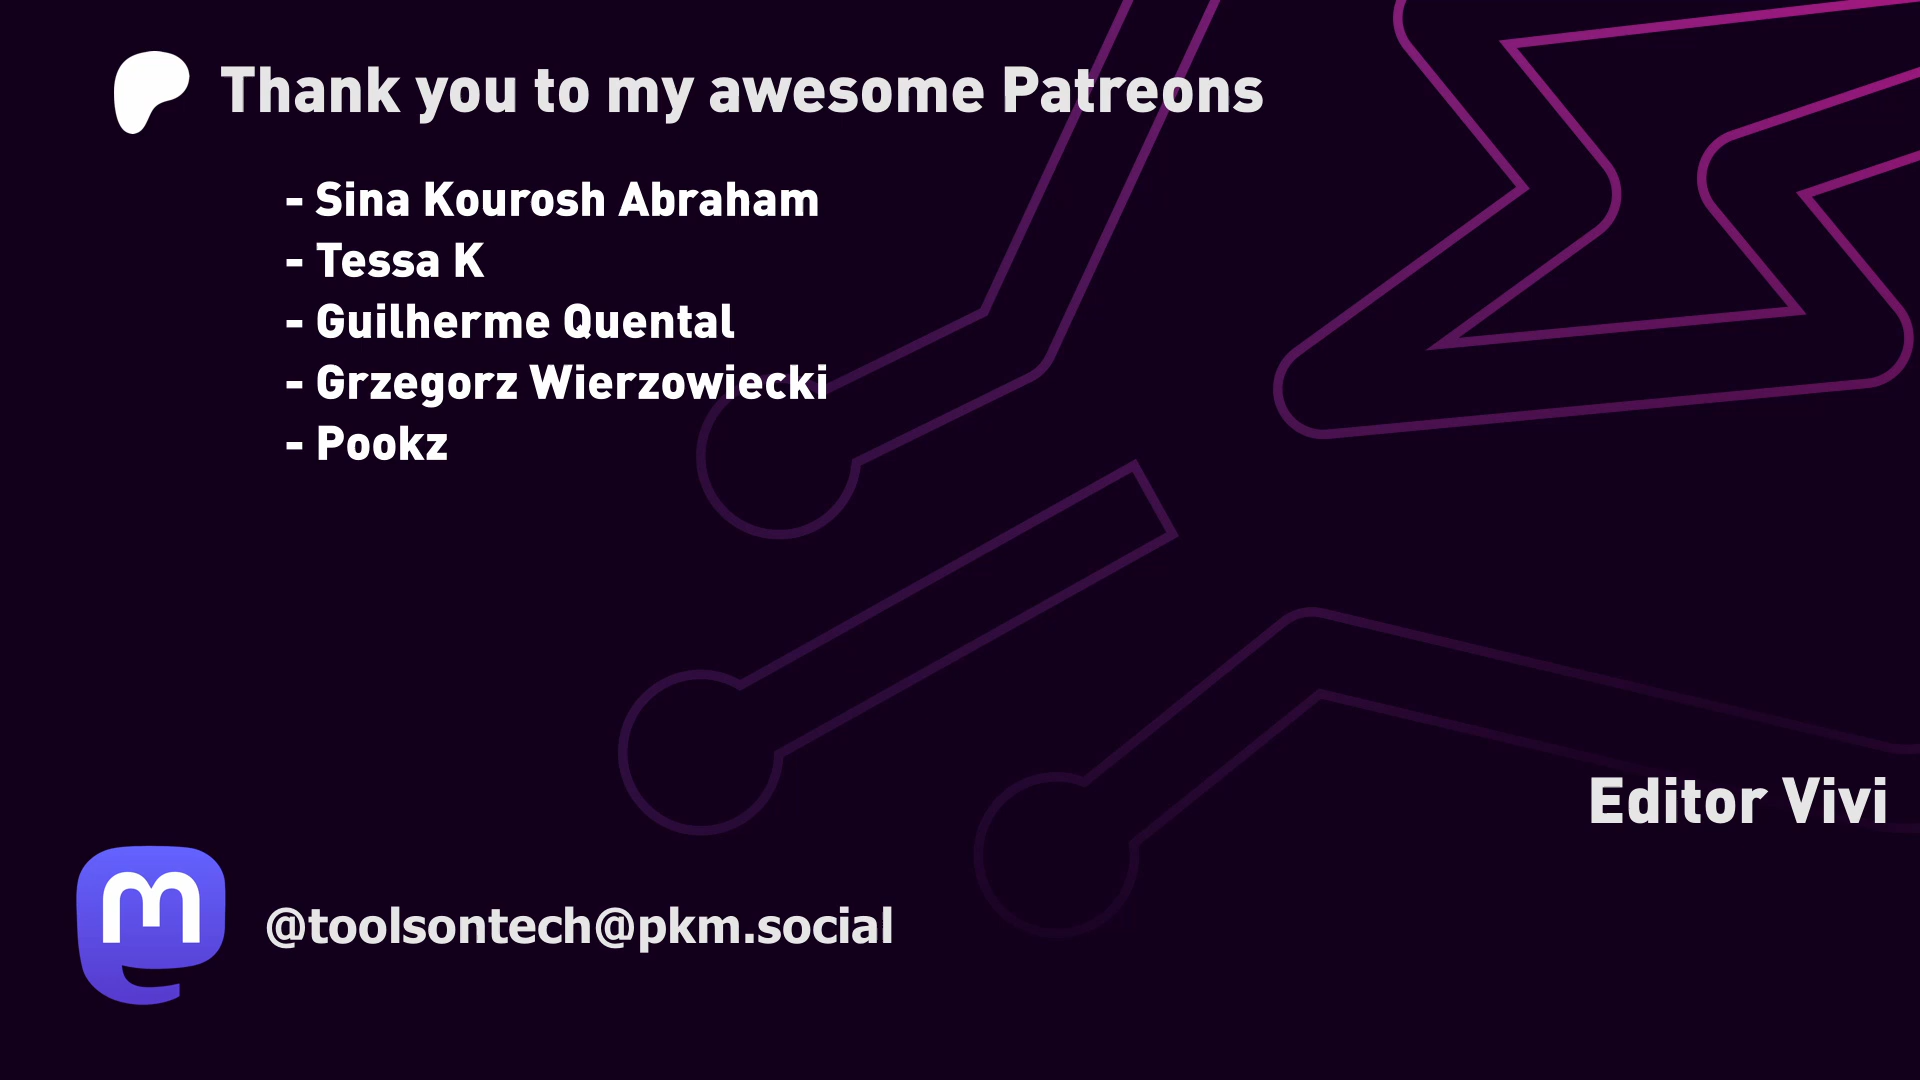 Thank you to my awesome Patreons
- Sina Kourosh Abraham
- Tessa K
- Guilherme Quental
- Grzegorz Wierzowiecki
- Pookz
Editor Vivi
@toolsontech@pkm.social